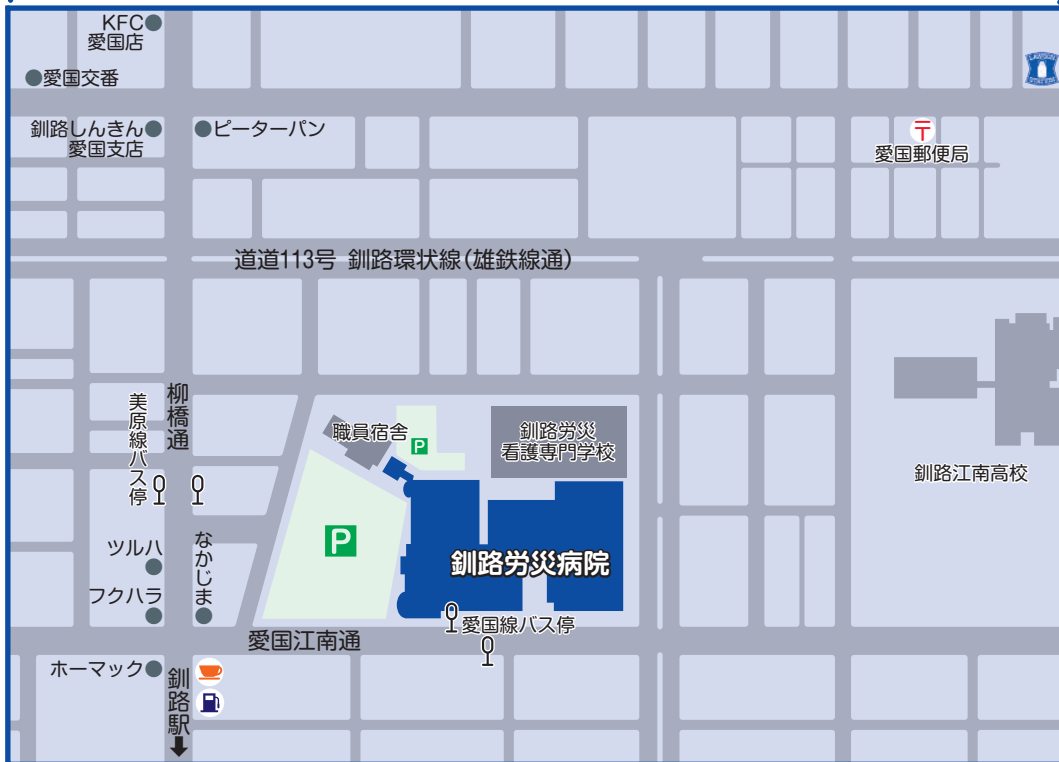 KFC
愛国店
愛国交番
釧路しんきん
愛国支店
ピーターパン
〒
愛国郵便局
道道113号 釧路環状線(雄鉄線通)
柳橋通
美原線バス停
職員宿舎
P
釧路労災
看護専門学校
釧路江南高校
P
ツルハ
なかじま
釧路労災病院
フクハラ
愛国線バス停
愛国江南通
ホーマック
釧路駅